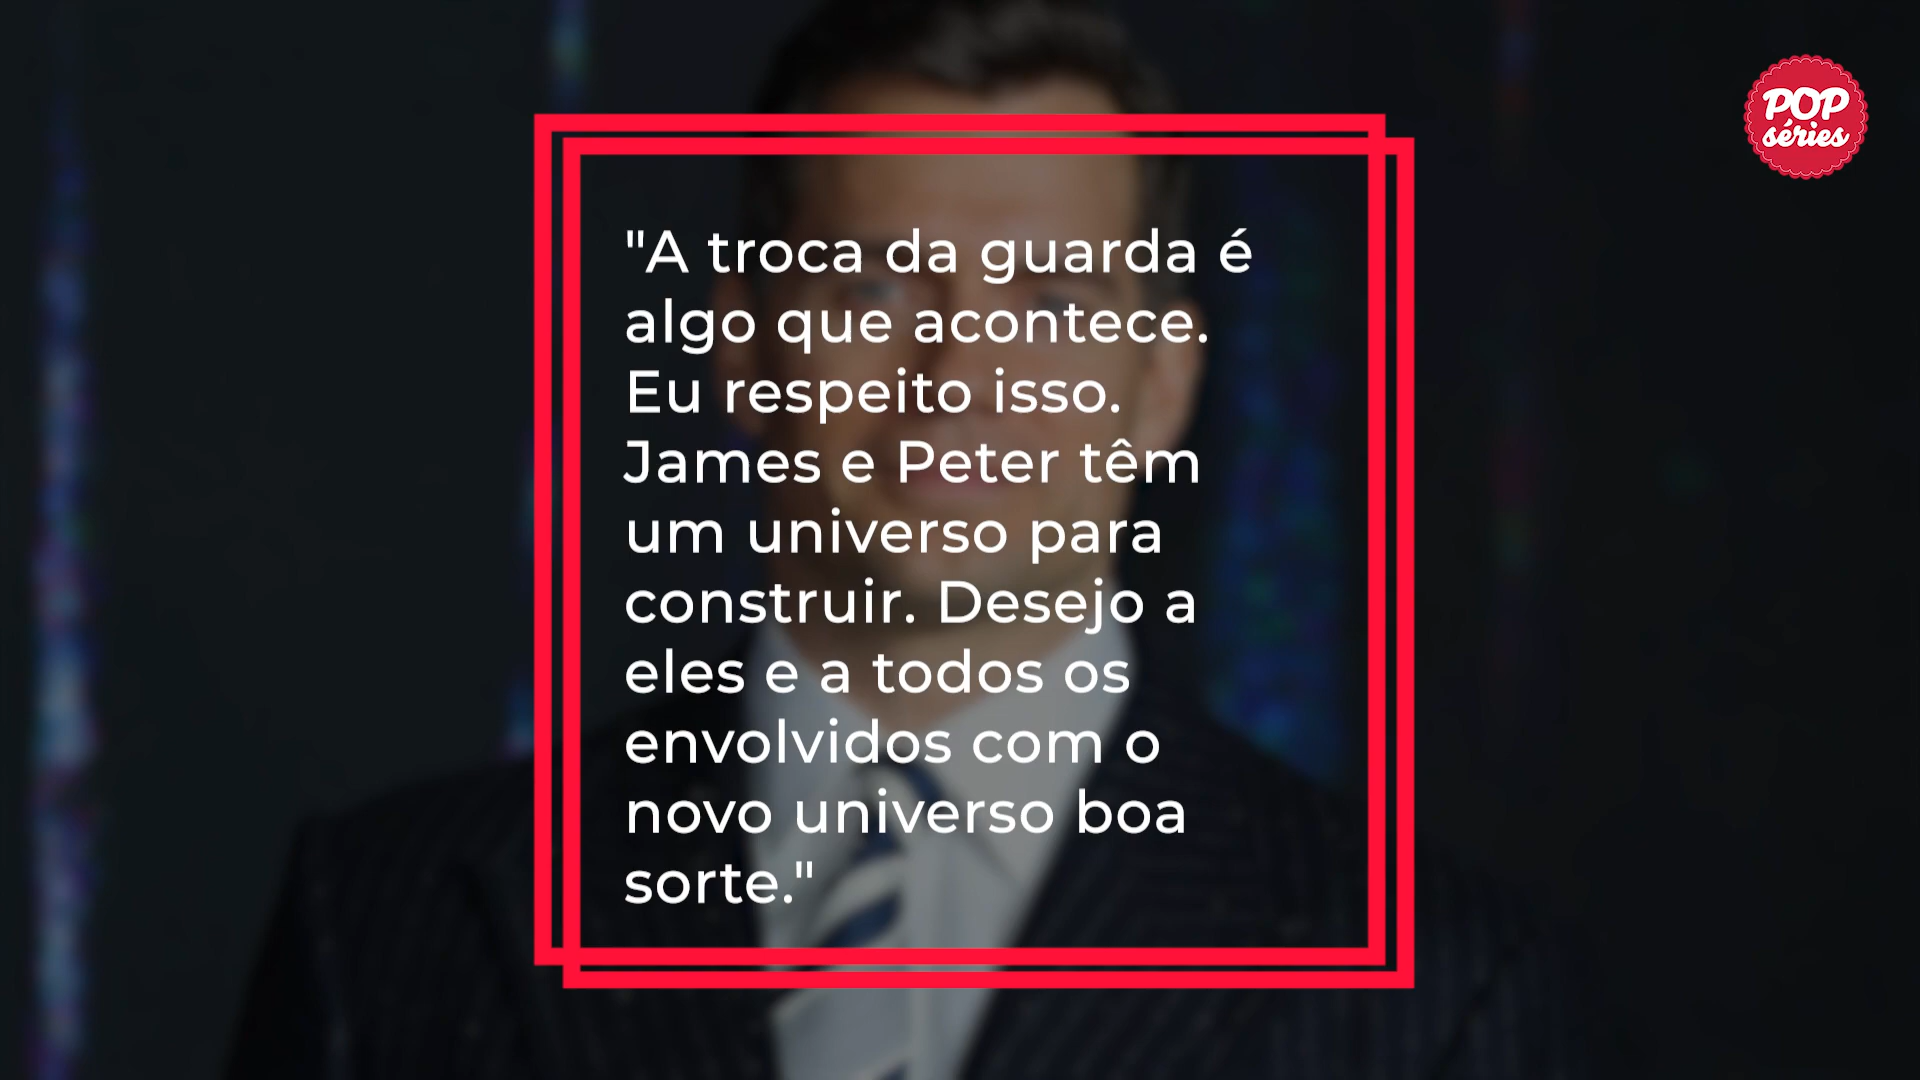 POP
séries
"A troca da guarda é
algo que acontece.
Eu respeito isso.
James e Peter têm
um universo para
construir. Desejo a
eles e a todos os
envolvidos com o
novo universo boa
sorte."